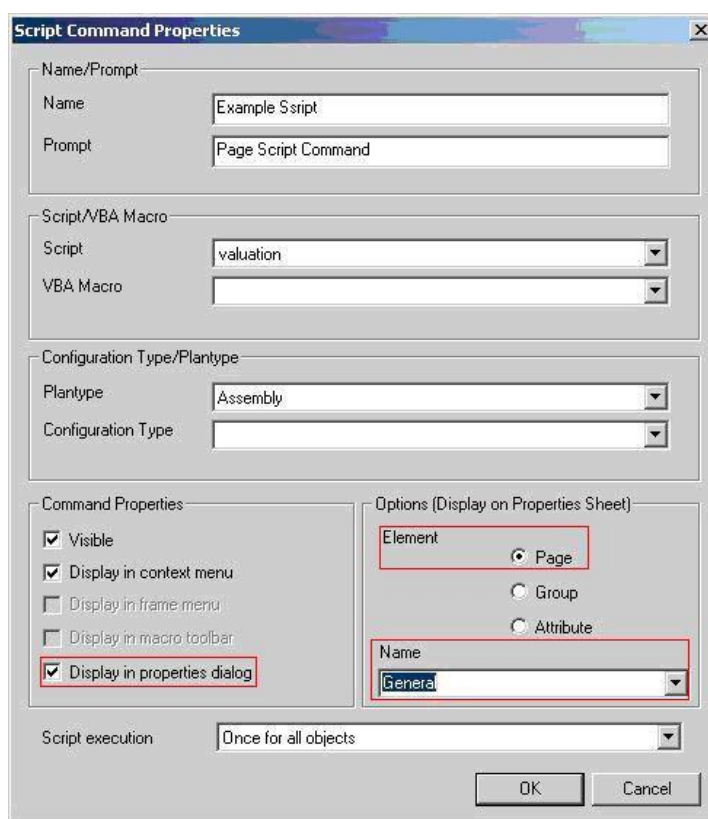 Script Command Properties
Name/Prompt
Name
Example Ssript
Prompt
Page Script Command
Script/VBA Macro
Script
valuation
VBA Macro
Configuration Type/Plantype
Plantype
Assembly
Configuration Type
Command Properties
Visible
Display in context menu
Display in frame menu
Display in macro toolbar
Display in properties dialog
Options (Display on Properties Sheet)
Element
Page
Group
Attribute
Name
General
Script execution
Once for all objects
OK
Cancel